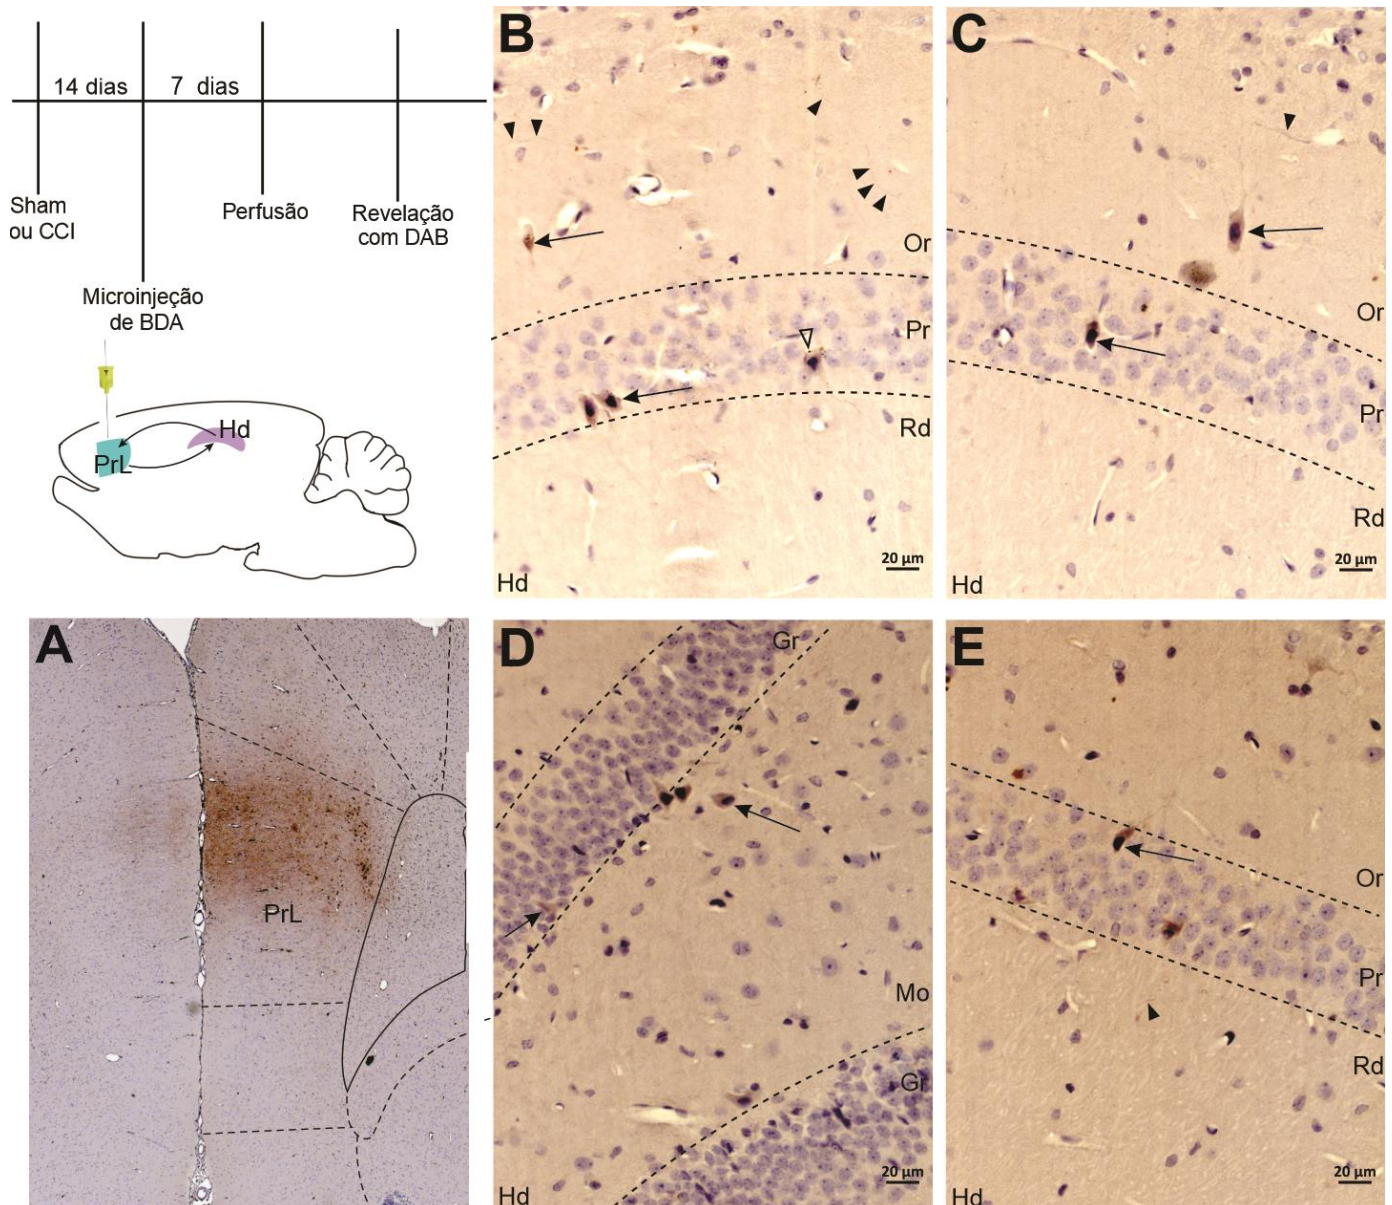 14 dias
7 dias
Sham
ou CCI
Perfusão
Revelação
com DAB
Microinjeção
de BDA
PrL
Hd
A
PrL
B
Or
Pr
Rd
20 µm
Hd
C
Or
Pr
Rd
20 µm
Hd
D
Gr
Mo
Gr
20 µm
Hd
E
Or
Pr
Rd
20 µm
Hd